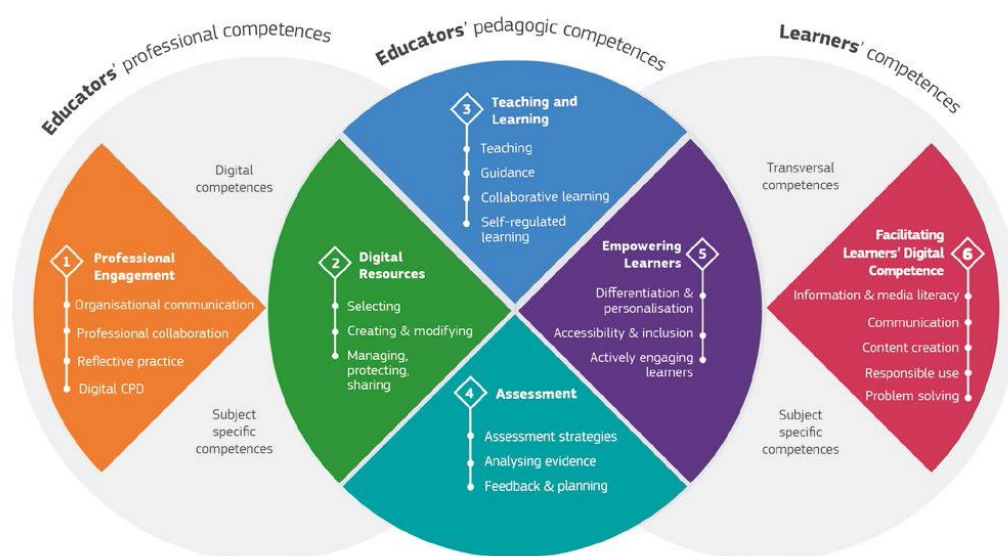 Educators' professional competences
Educators' pedagogic competences
Learners' competences
Digital
competences
Subject
specific
competences
1
Professional
Engagement
Organisational communication
Professional collaboration
Reflective practice
Digital CPD
2
Digital
Resources
Selecting
Creating & modifying
Managing,
protecting,
sharing
3
Teaching and
Learning
Teaching
Guidance
Collaborative learning
Self-regulated
learning
4
Assessment
Assessment strategies
Analysing evidence
Feedback & planning
Empowering
Learners
5
Differentiation &
personalisation
Accessibility & inclusion
Actively engaging
learners
Transversal
competences
Subject
specific
competences
Facilitating
Learners' Digital
Competence
6
Information & media literacy
Communication
Content creation
Responsible use
Problem solving